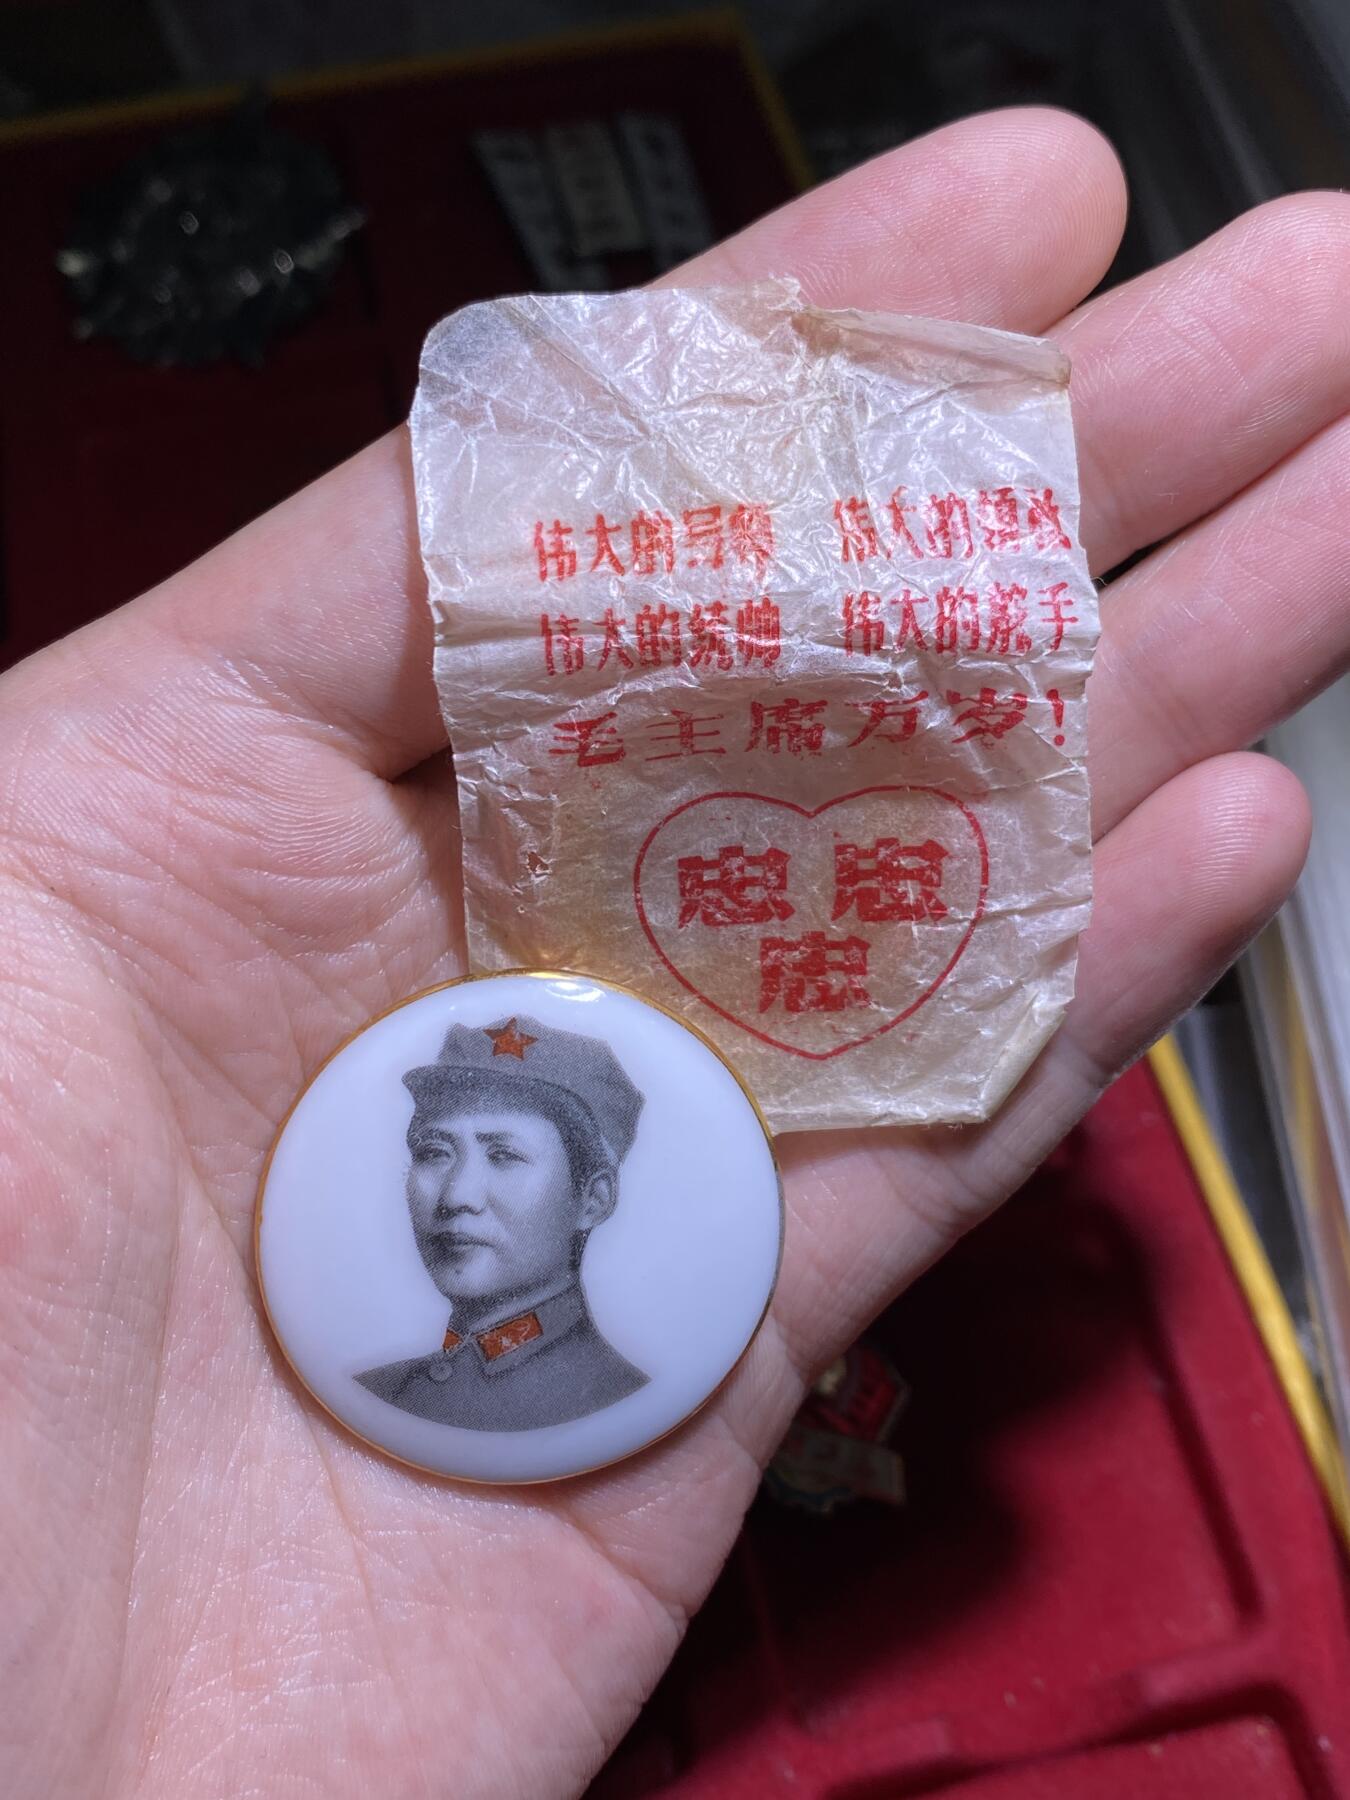 伟大的导师 伟大的领袖
伟大的统帅 伟大的舵手
毛主席万岁!
忠 忠
忠